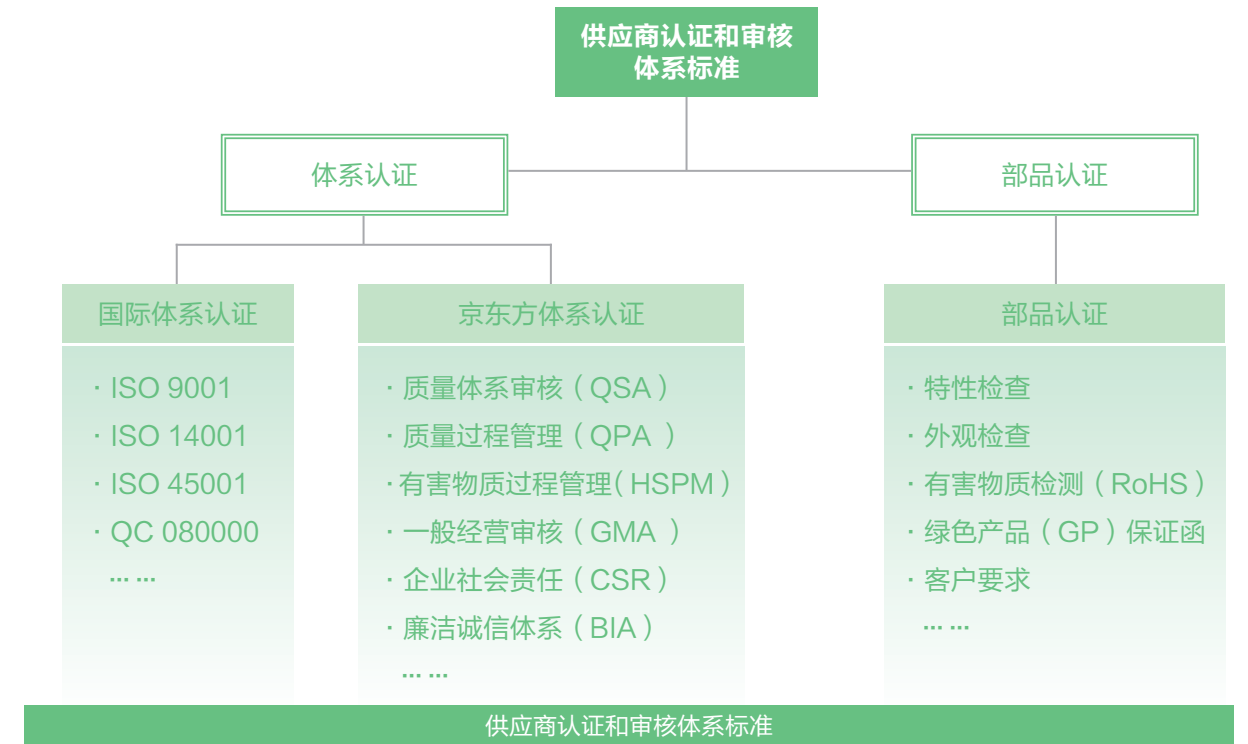 供应商认证和审核
体系标准
体系认证
部品认证
国际体系认证
· ISO 9001
· ISO 14001
· ISO 45001
· QC 080000
... ...
京东方体系认证
· 质量体系审核（QSA）
· 质量过程管理（QPA ）
· 有害物质过程管理（HSPM）
· 一般经营审核（GMA ）
· 企业社会责任（CSR）
· 廉洁诚信体系（BIA）
... ...
部品认证
· 特性检查
· 外观检查
· 有害物质检测（RoHS）
· 绿色产品（GP）保证函
· 客户要求
... ...
供应商认证和审核体系标准